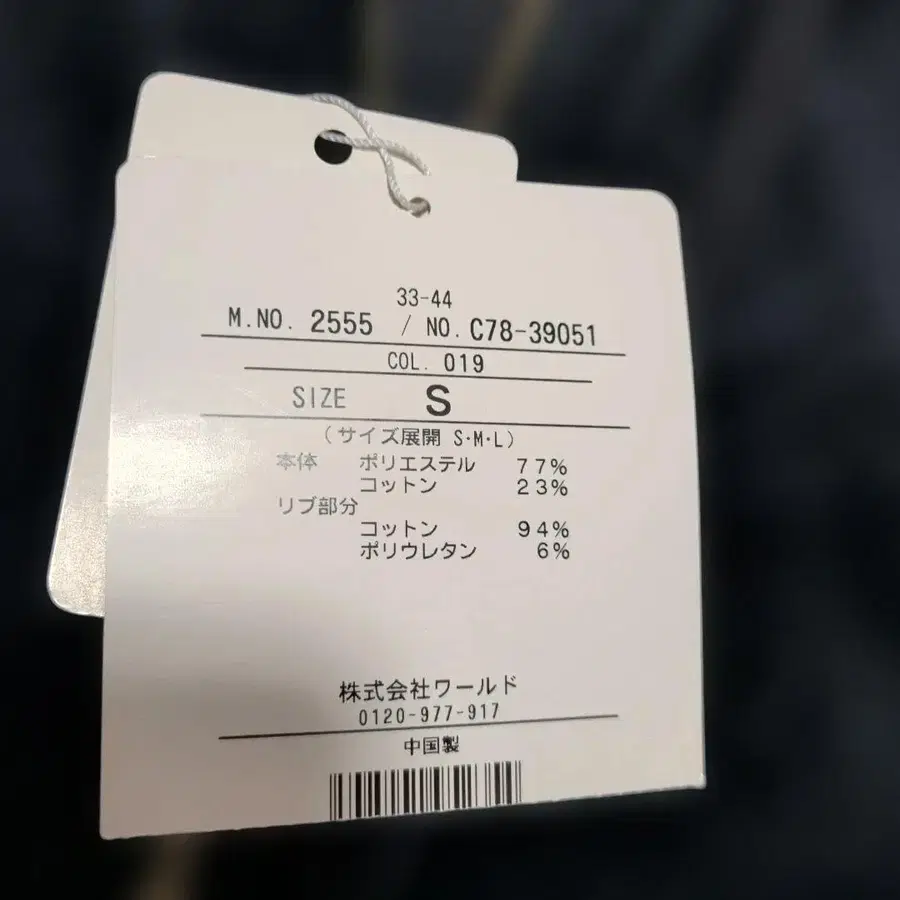 33-44
M.NO. 2555 / NO. C78-39051
COL. 019
SIZE S
(サイズ展開 S・M・L)
本体 ポリエステル 77%
コットン 23%
リブ部分
コットン 94%
ポリウレタン 6%
株式会社ワールド
0120-977-917
中国製